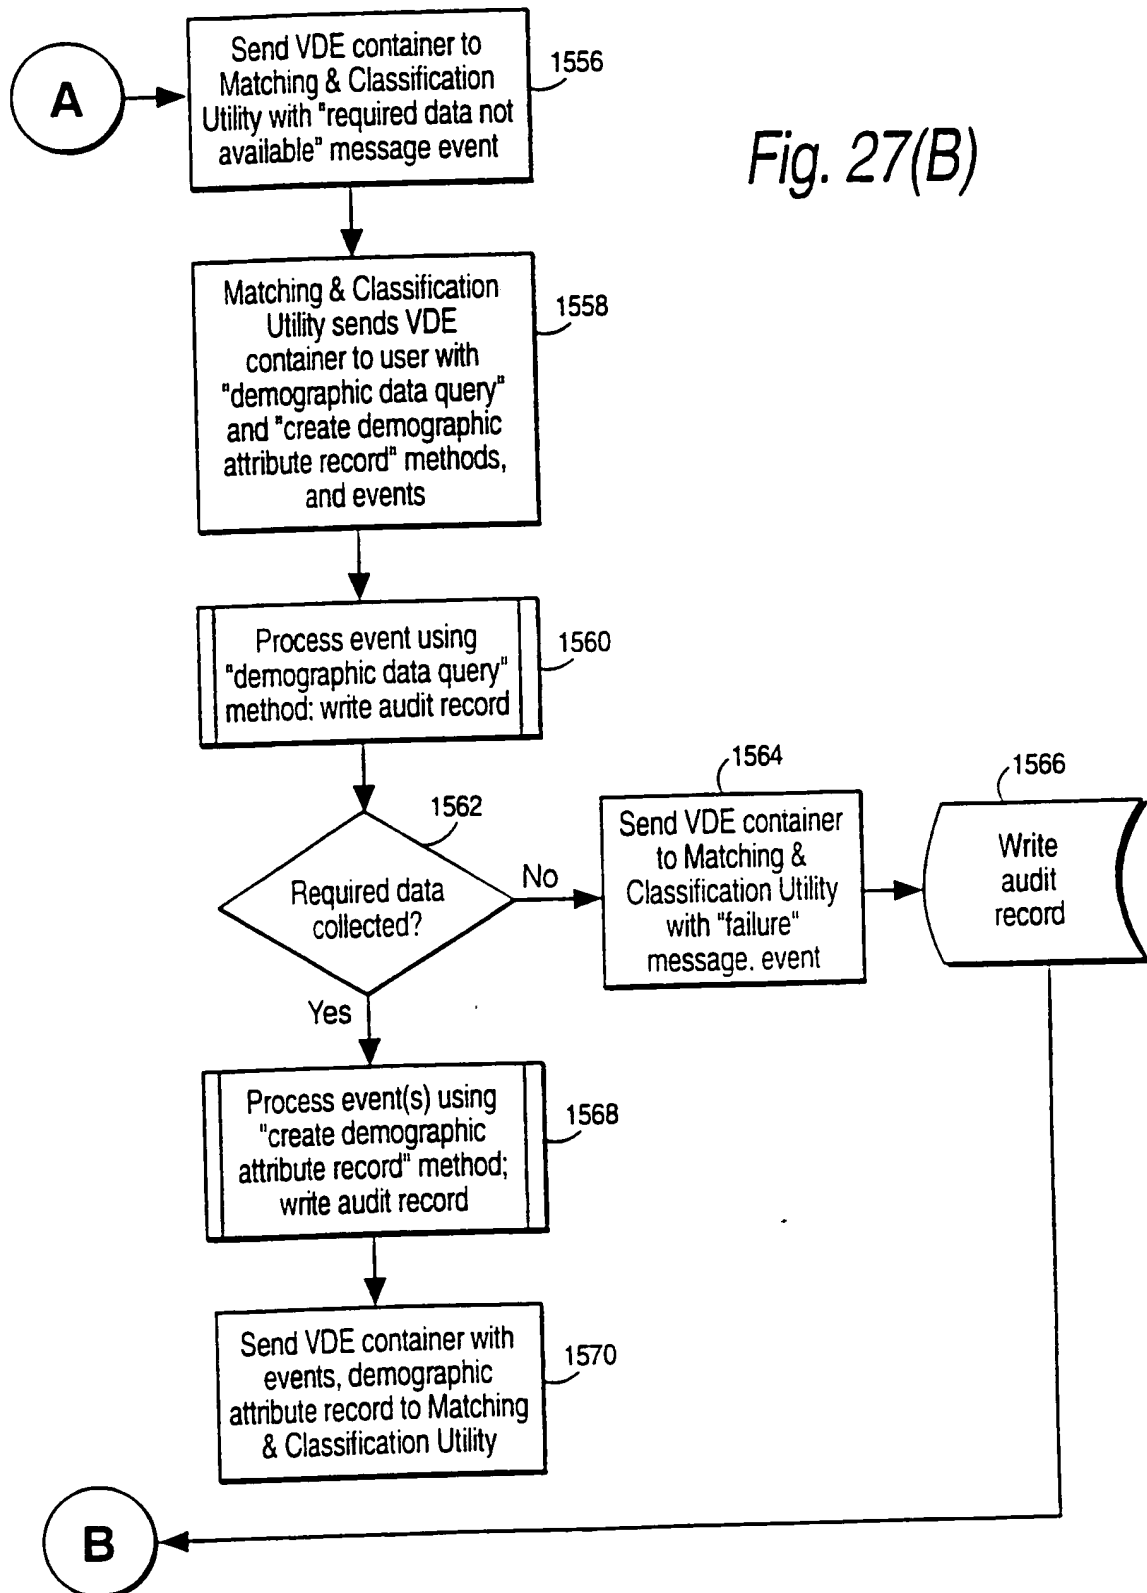 A
Send VDE container to
Matching & Classification
Utility with "required data not
available" message event
1556
Fig. 27(B)
Matching & Classification
Utility sends VDE
container to user with
"demographic data query"
and "create demographic
attribute record" methods,
and events
1558
Process event using
"demographic data query"
method: write audit record
1560
Required data
collected?
1562
No
Send VDE container
to Matching &
Classification Utility
with "failure"
message. event
1564
Write
audit
record
1566
Yes
Process event(s) using
"create demographic
attribute record" method;
write audit record
1568
Send VDE container with
events, demographic
attribute record to Matching
& Classification Utility
1570
B